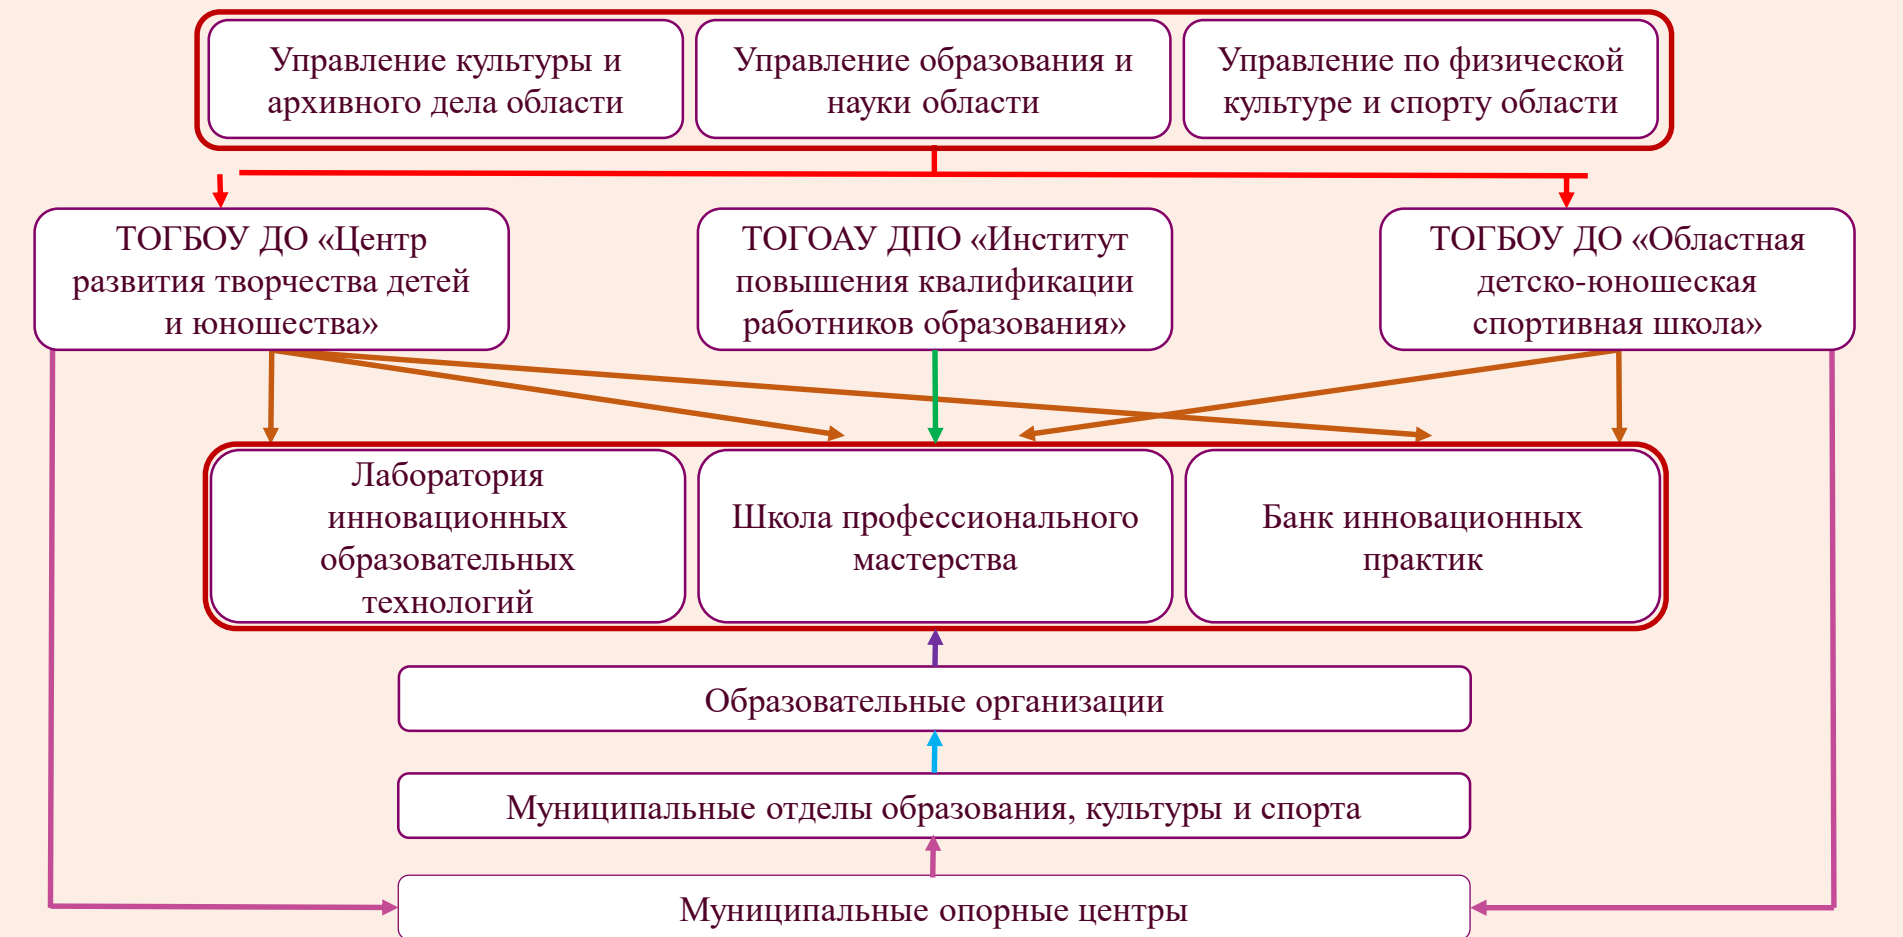 Управление культуры и
архивного дела области
Управление образования и
науки области
Управление по физической
культуре и спорту области
ТОГБОУ ДО «Центр
развития творчества детей
и юношества»
ТОГОАУ ДПО «Институт
повышения квалификации
работников образования»
ТОГБОУ ДО «Областная
детско-юношеская
спортивная школа»
Лаборатория
инновационных
образовательных
технологий
Школа профессионального
мастерства
Банк инновационных
практик
Образовательные организации
Муниципальные отделы образования, культуры и спорта
Муниципальные опорные центры